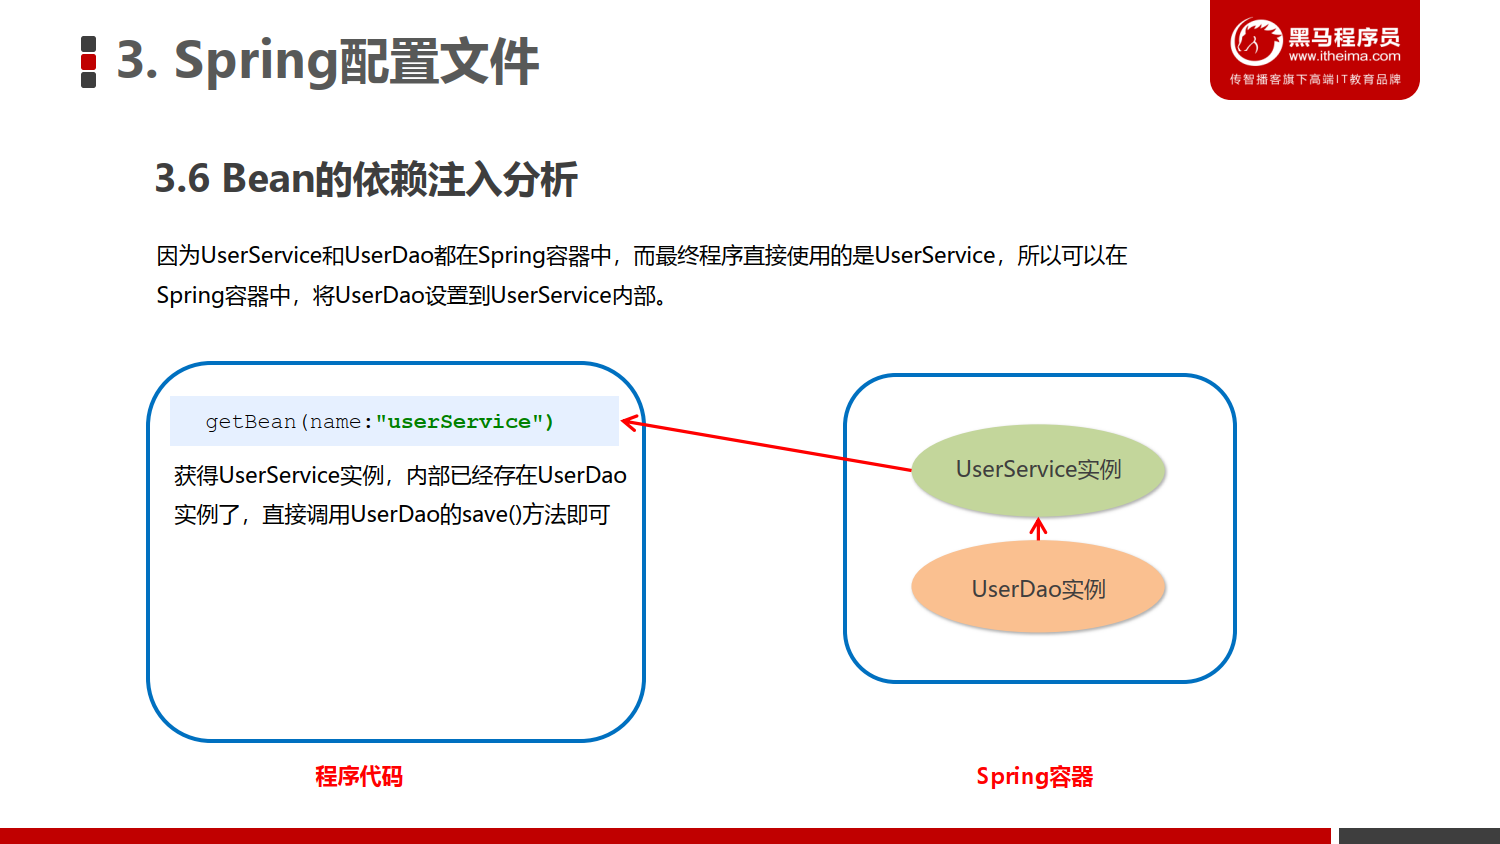 3. Spring配置文件
黑马程序员
www.itheima.com
传智播客旗下高端IT教育品牌
3.6 Bean的依赖注入分析
因为UserService和UserDao都在Spring容器中，而最终程序直接使用的是UserService，所以可以在
Spring容器中，将UserDao设置到UserService内部。
getBean(name:"userService")
获得UserService实例，内部已经存在UserDao
实例了，直接调用UserDao的save()方法即可
UserService实例
UserDao实例
程序代码
Spring容器